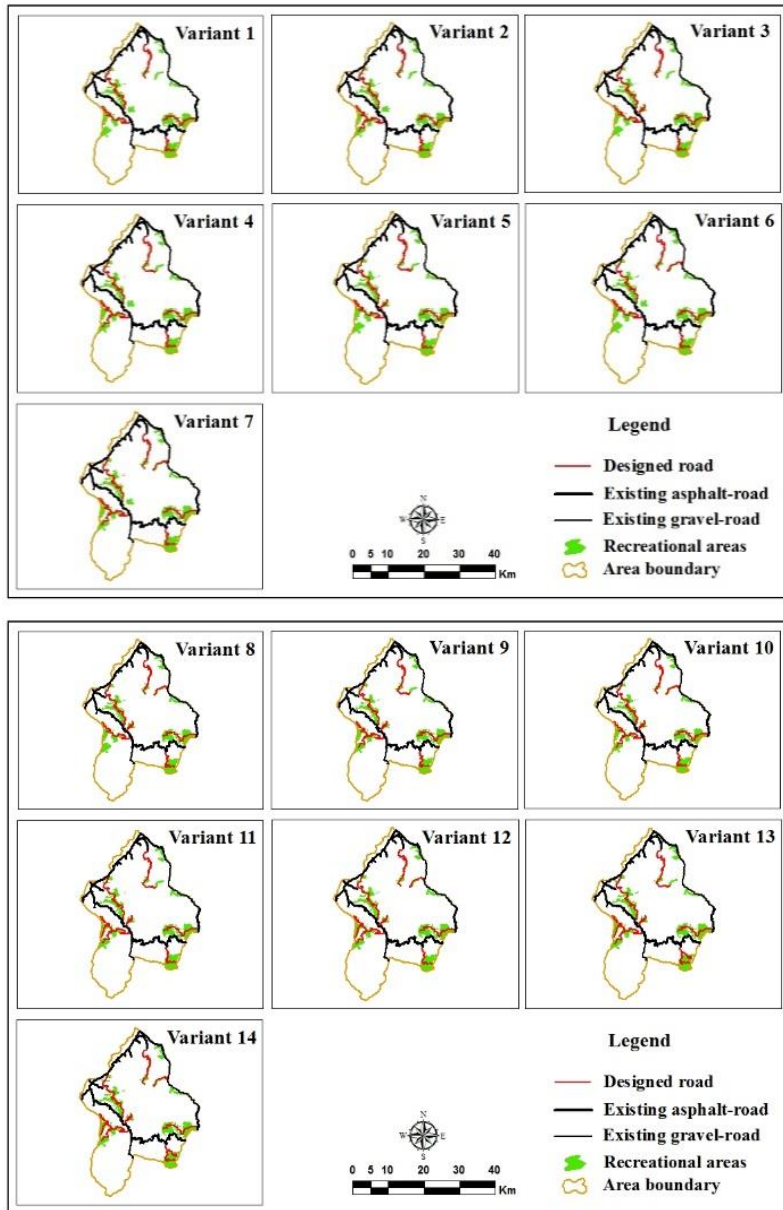 Variant 1
Variant 2
Variant 3
Variant 4
Variant 5
Variant 6
Variant 7
Legend
Designed road
Existing asphalt-road
Existing gravel-road
Recreational areas
Area boundary
N
W E
S
0 5 10 20 30 40
Km
Variant 8
Variant 9
Variant 10
Variant 11
Variant 12
Variant 13
Variant 14
Legend
Designed road
Existing asphalt-road
Existing gravel-road
Recreational areas
Area boundary
N
W E
S
0 5 10 20 30 40
Km